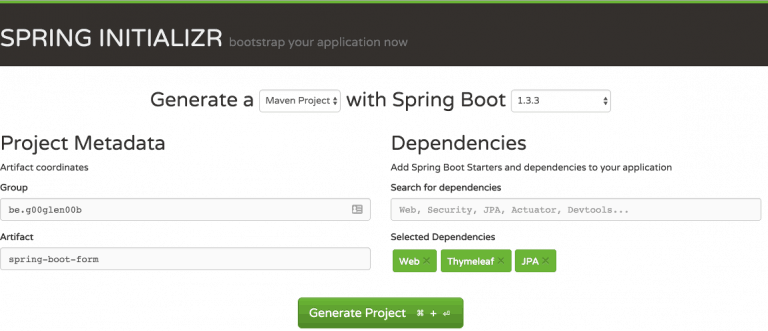 SPRING INITIALIZR bootstrap your application now
Generate a Maven Project with Spring Boot 1.3.3
Project Metadata
Artifact coordinates
Group
be.g00glen00b
Artifact
spring-boot-form
Dependencies
Add Spring Boot Starters and dependencies to your application
Search for dependencies
Web, Security, JPA, Actuator, Devtools...
Selected Dependencies
Web × Thymeleaf × JPA ×
Generate Project ⌘ + ⏎